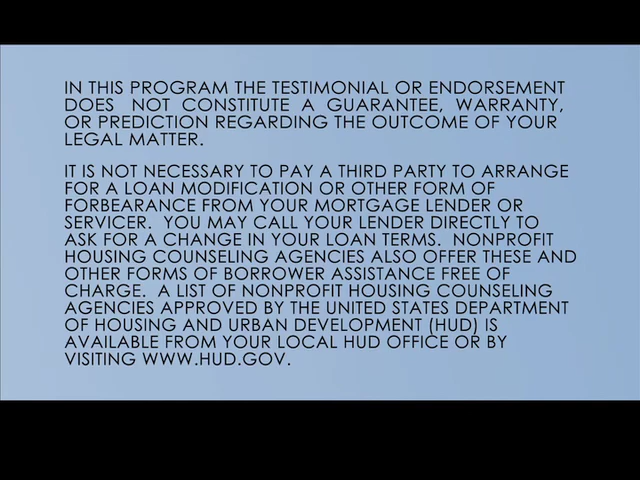 IN THIS PROGRAM THE TESTIMONIAL OR ENDORSEMENT
DOES NOT CONSTITUTE A GUARANTEE, WARRANTY,
OR PREDICTION REGARDING THE OUTCOME OF YOUR
LEGAL MATTER.
IT IS NOT NECESSARY TO PAY A THIRD PARTY TO ARRANGE
FOR A LOAN MODIFICATION OR OTHER FORM OF
FORBEARANCE FROM YOUR MORTGAGE LENDER OR
SERVICER. YOU MAY CALL YOUR LENDER DIRECTLY TO
ASK FOR A CHANGE IN YOUR LOAN TERMS. NONPROFIT
HOUSING COUNSELING AGENCIES ALSO OFFER THESE AND
OTHER FORMS OF BORROWER ASSISTANCE FREE OF
CHARGE. A LIST OF NONPROFIT HOUSING COUNSELING
AGENCIES APPROVED BY THE UNITED STATES DEPARTMENT
OF HOUSING AND URBAN DEVELOPMENT (HUD) IS
AVAILABLE FROM YOUR LOCAL HUD OFFICE OR BY
VISITING WWW.HUD.GOV.